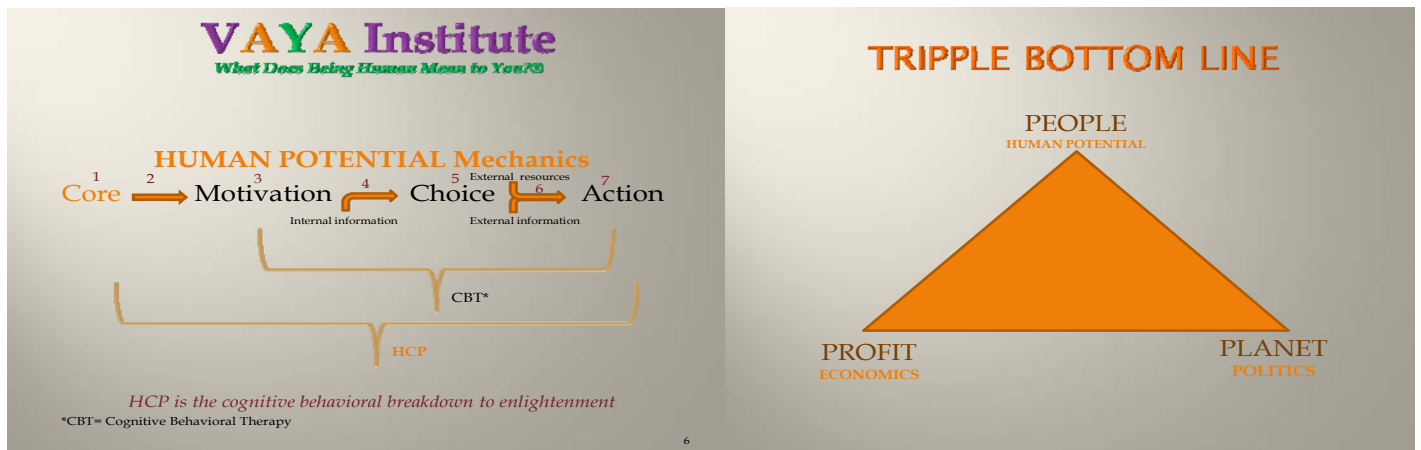 VAYA Institute
What Does Being Human Mean to You?®
HUMAN POTENTIAL Mechanics
1 2 3 4 5 External resources 6 7
Core Motivation Choice Action
Internal information External information
CBT*
HCP
HCP is the cognitive behavioral breakdown to enlightenment
*CBT= Cognitive Behavioral Therapy
6
TRIPPLE BOTTOM LINE
PEOPLE
HUMAN POTENTIAL
PROFIT
ECONOMICS
PLANET
POLITICS